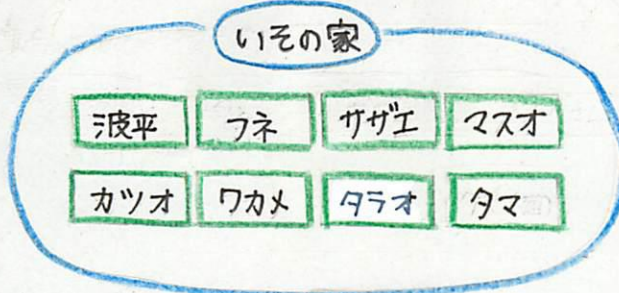 いその家
波平 フネ サザエ マスオ
カツオ ワカメ タラオ タマ